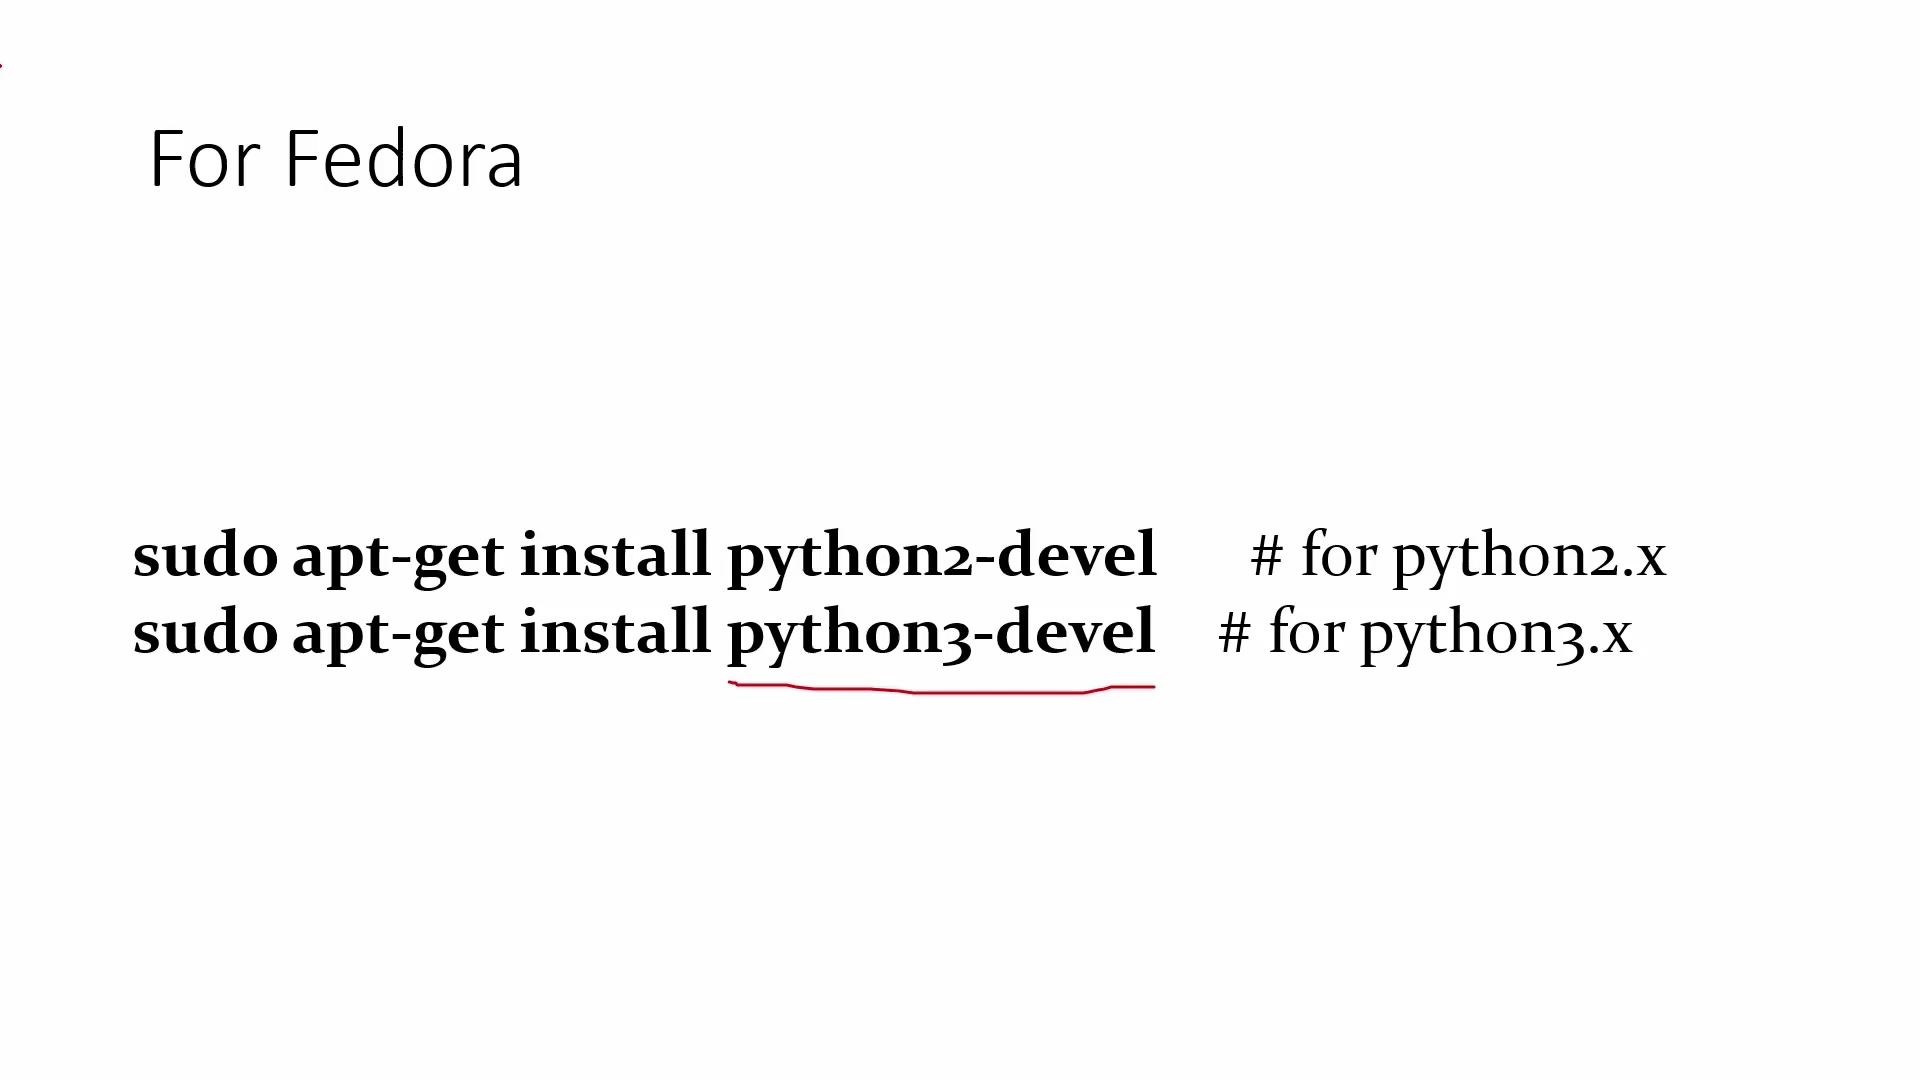 For Fedora
sudo apt-get install python2-devel # for python2.x
sudo apt-get install python3-devel # for python3.x